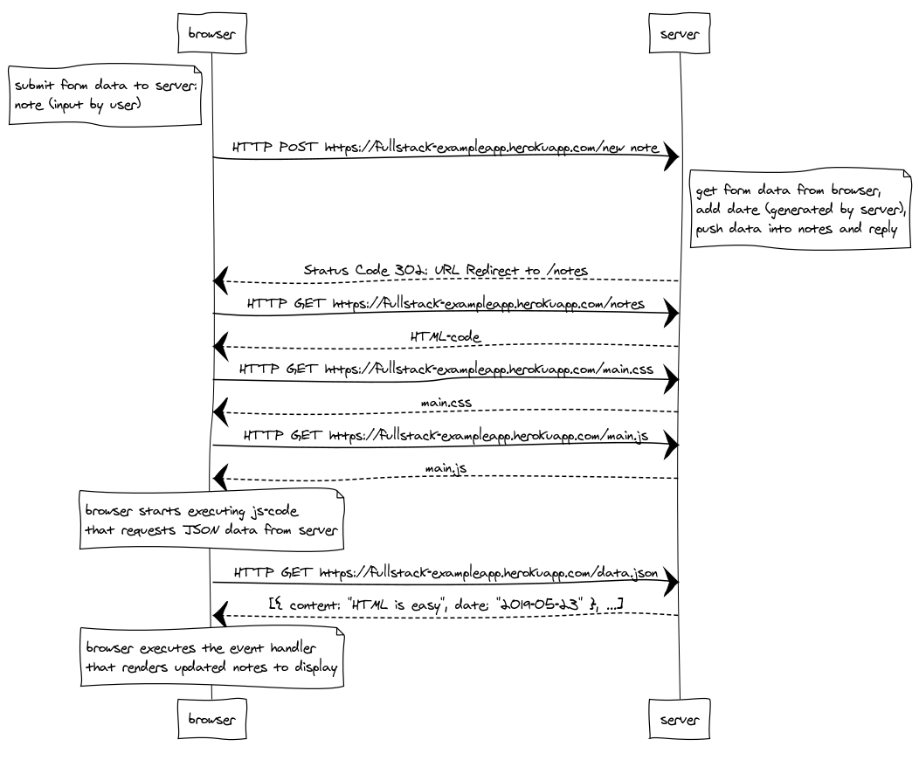 browser
server
submit form data to server:
note (input by user)
HTTP POST https://fullstack-exampleapp.herokuapp.com/new note
get form data from browser,
add date (generated by server),
push data into notes and reply
Status Code 302: URL Redirect to /notes
HTTP GET https://fullstack-exampleapp.herokuapp.com/notes
HTML-code
HTTP GET https://fullstack-exampleapp.herokuapp.com/main.css
main.css
HTTP GET https://fullstack-exampleapp.herokuapp.com/main.js
main.js
browser starts executing js-code
that requests JSON data from server
HTTP GET https://fullstack-exampleapp.herokuapp.com/data.json
[{ content: "HTML is easy", date: "2019-05-23" }, ...]
browser executes the event handler
that renders updated notes to display
browser
server